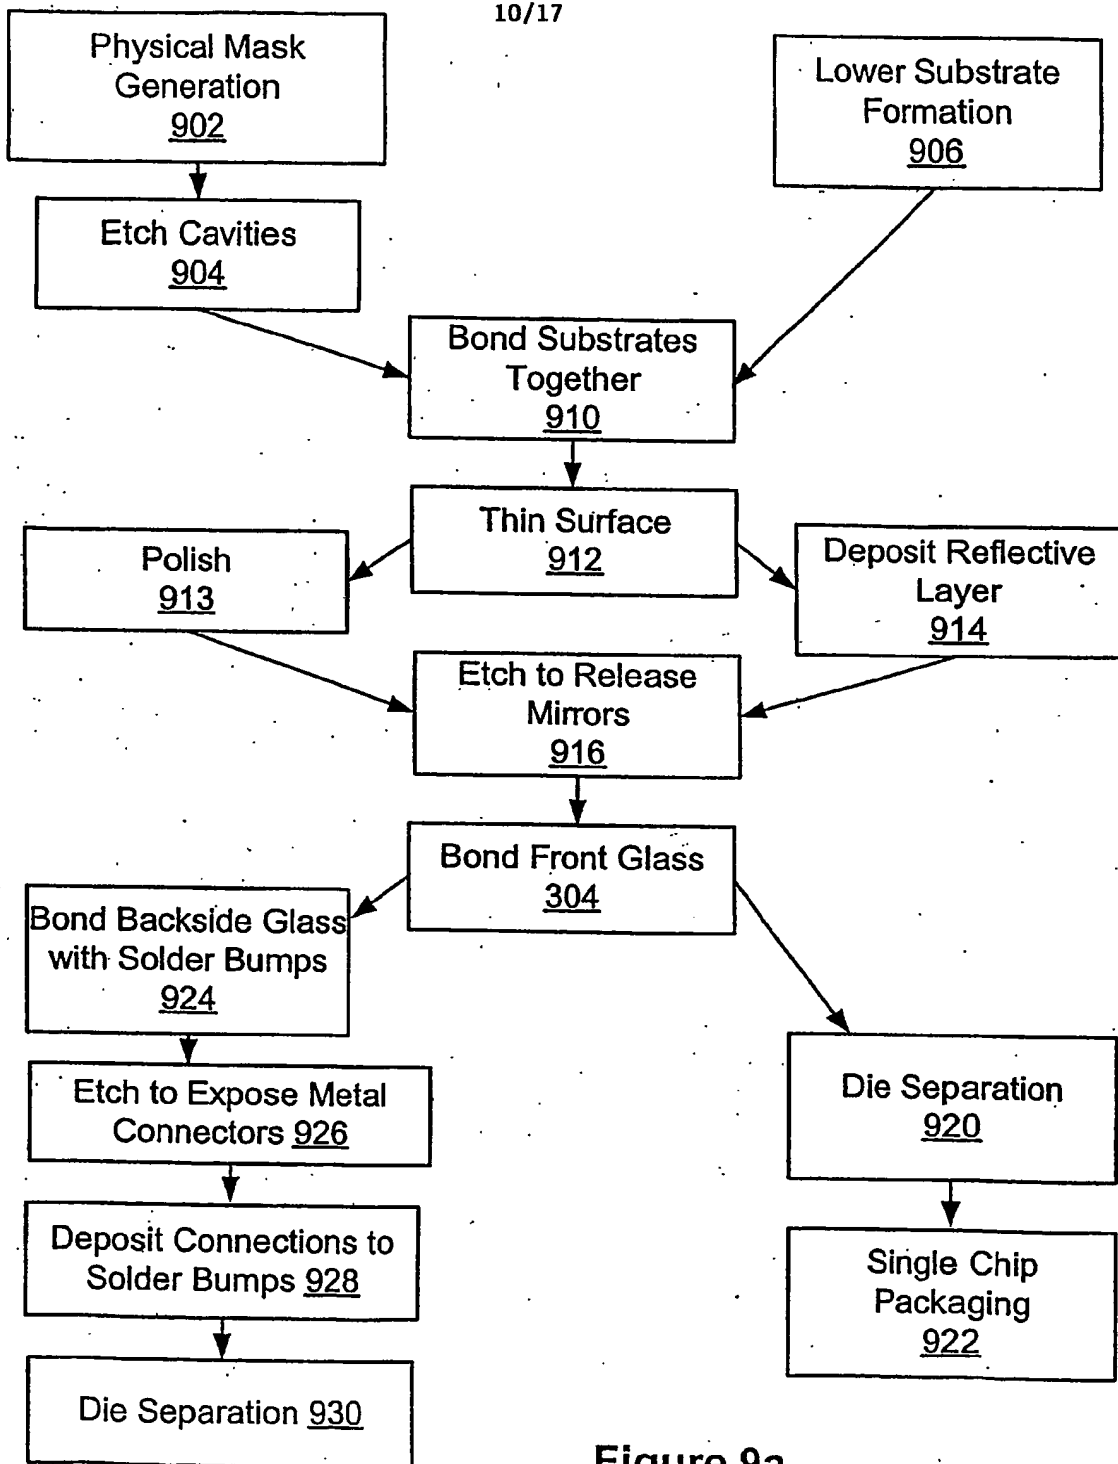 10/17
Physical Mask
Generation
902
Lower Substrate
Formation
906
Etch Cavities
904
Bond Substrates
Together
910
Thin Surface
912
Polish
913
Deposit Reflective
Layer
914
Etch to Release
Mirrors
916
Bond Front Glass
304
Bond Backside Glass
with Solder Bumps
924
Etch to Expose Metal
Connectors 926
Deposit Connections to
Solder Bumps 928
Die Separation 930
Die Separation
920
Single Chip
Packaging
922
Figure 9a